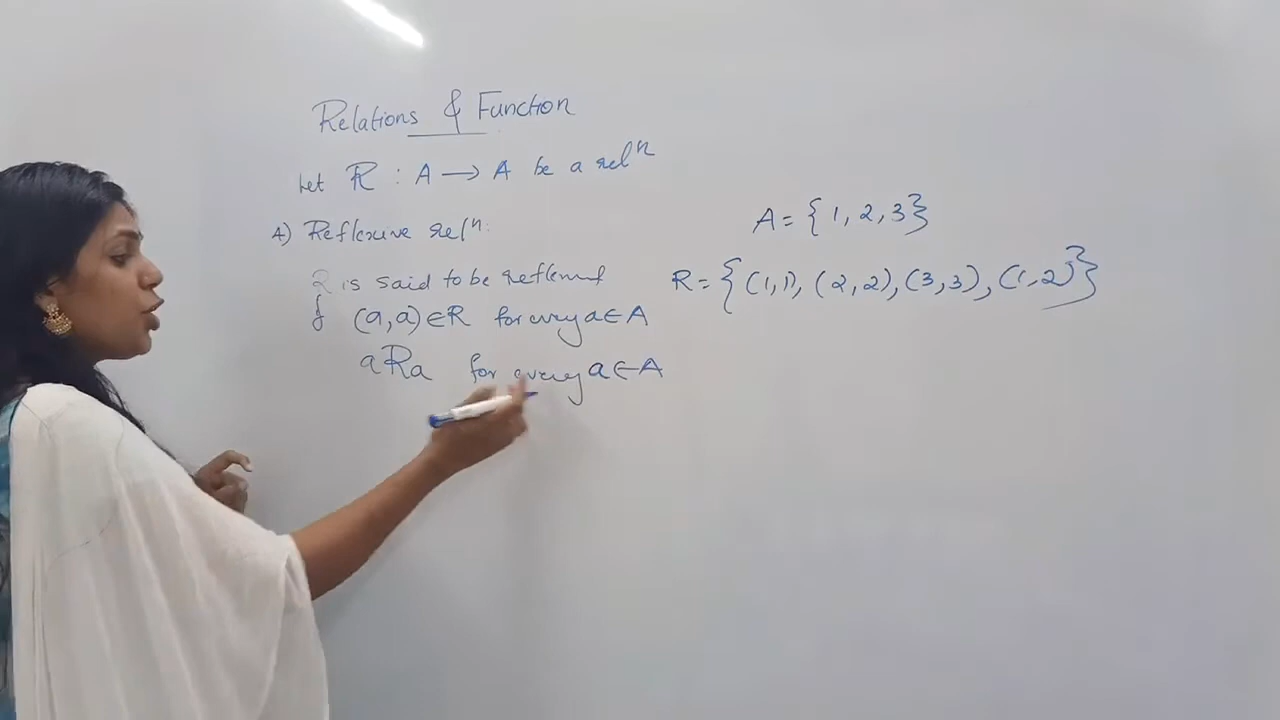 Relations & Function
Let R : A → A be a relⁿ
A) Reflexive relⁿ:
R is said to be reflexive
if (a,a) ∈ R for every a ∈ A
aRa for every a ∈ A
A = {1, 2, 3}
R = {(1,1), (2,2), (3,3), (1,2)}